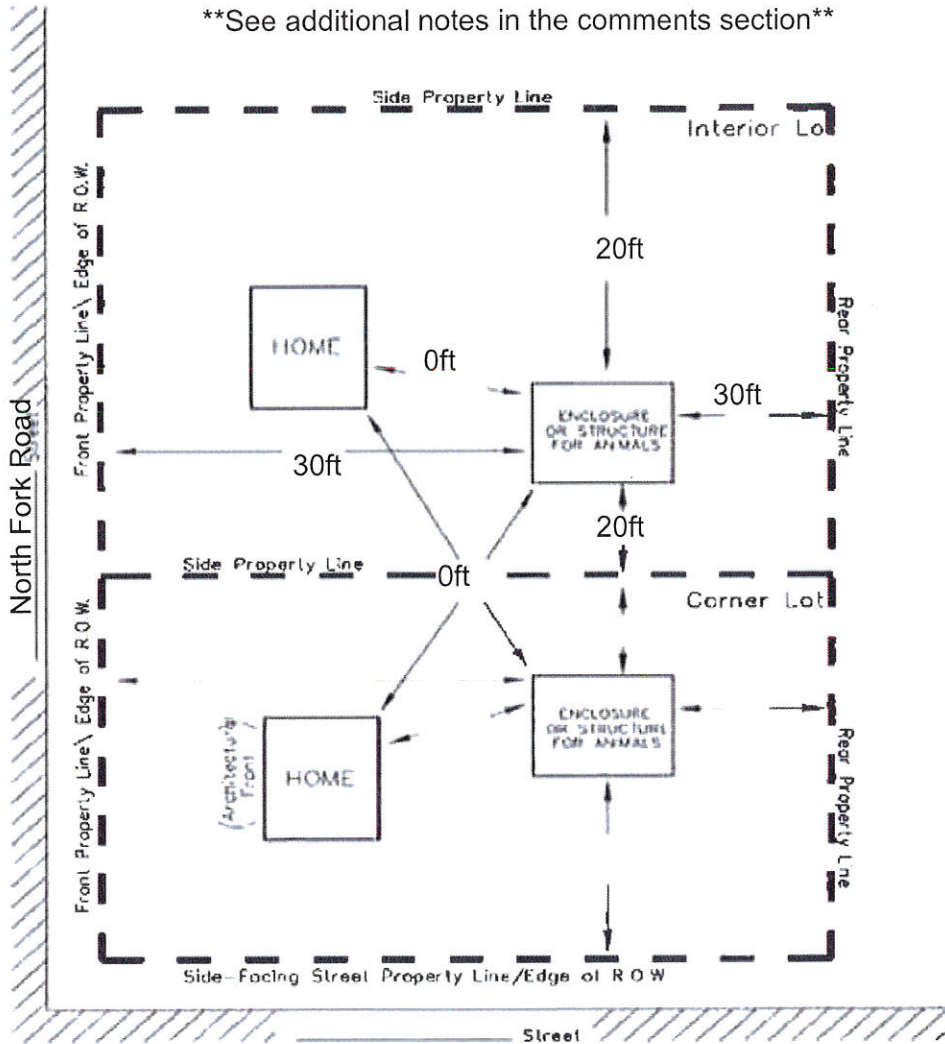 **See additional notes in the comments section**
Side Property Line
Interior Lo
Front Property Line\ Edge of R.O.W.
20ft
HOME
0ft
ENCLOSURE
OR STRUCTURE
FOR ANIMALS
30ft
Rear Property Line
30ft
North Fork Road
20ft
Side Property Line
0ft
Corner Lot
Front Property Line\ Edge of R.O.W.
(Architectural
Front)
HOME
ENCLOSURE
OR STRUCTURE
FOR ANIMALS
Rear Property Line
Side-Facing Street Property Line/Edge of R O W
Street